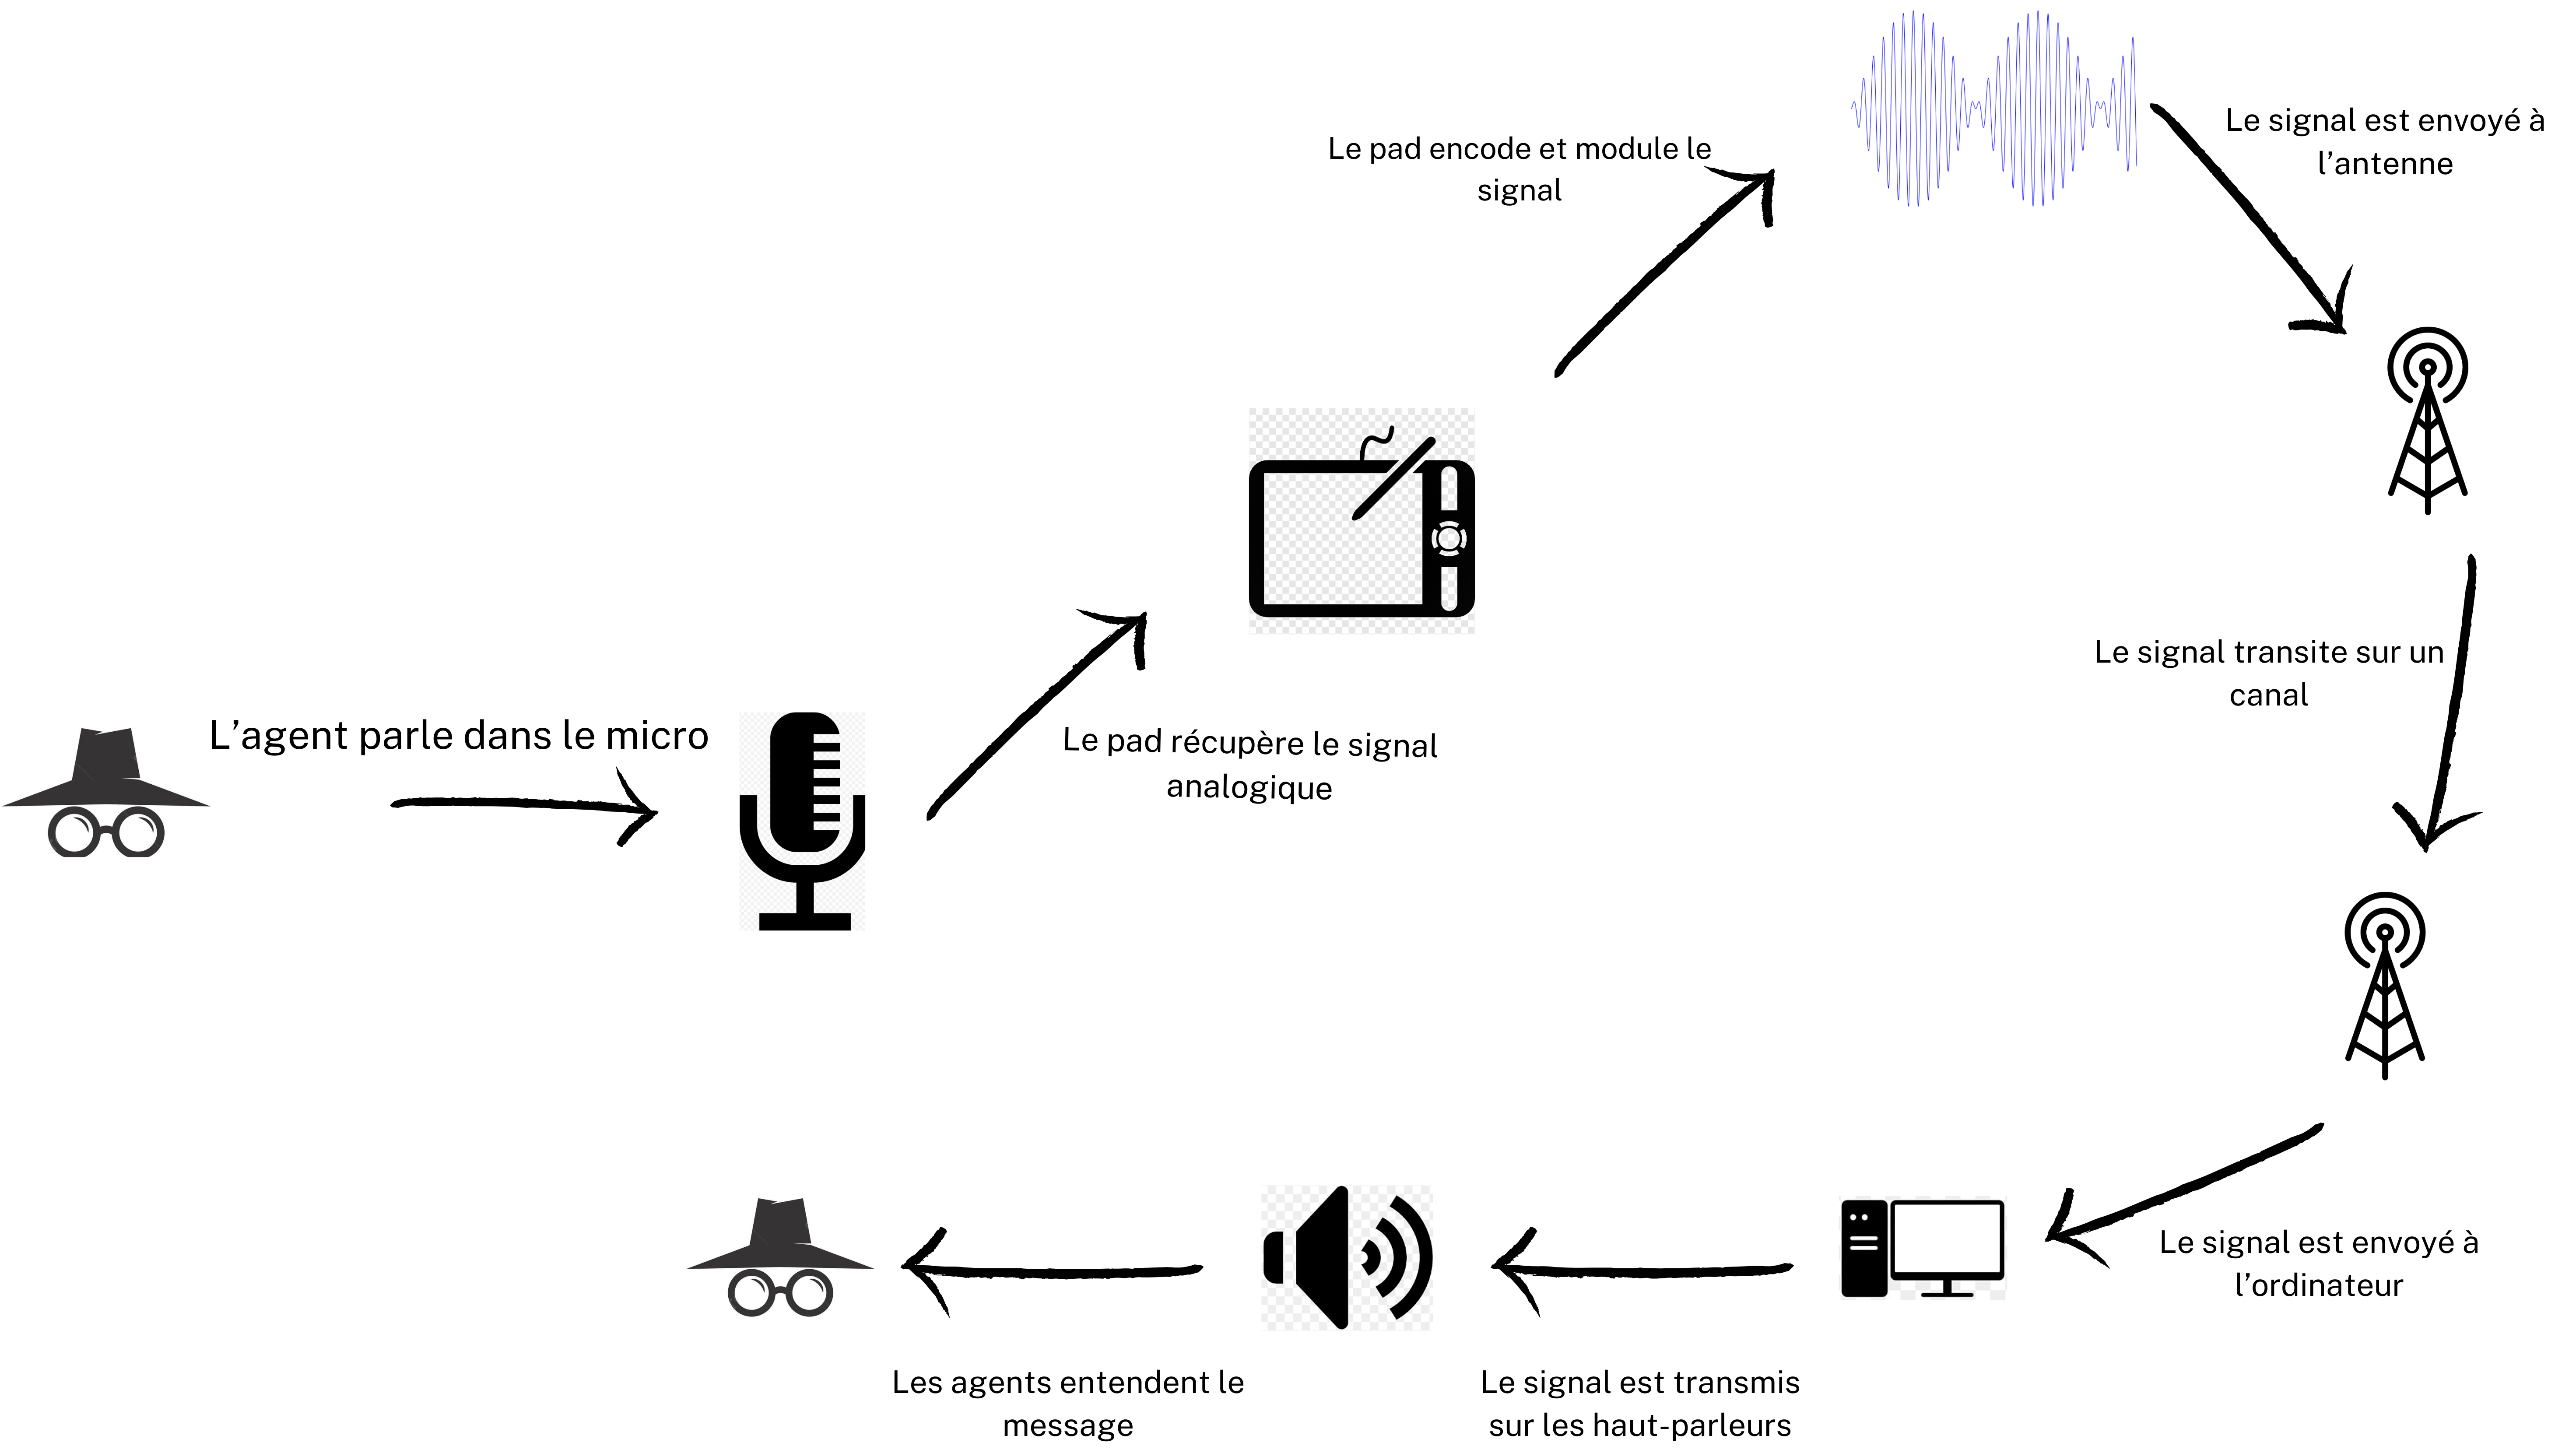 L’agent parle dans le micro
Le pad récupère le signal
analogique
Le pad encode et module le
signal
Le signal est envoyé à
l’antenne
Le signal transite sur un
canal
Le signal est envoyé à
l’ordinateur
Le signal est transmis
sur les haut-parleurs
Les agents entendent le
message